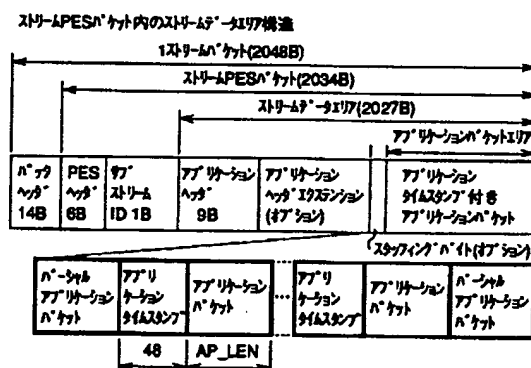 ストリームPESパケット内のストリームデータエリア構造
1ストリームパケット(2048B)
ストリームPESパケット(2034B)
ストリームデータエリア(2027B)
アプリケーションパケットエリア
パック
ヘッダ
14B
PES
ヘッダ
6B
サブ
ストリーム
ID 1B
アプリケーション
ヘッダ
9B
アプリケーション
ヘッダエクステンション
(オプション)
アプリケーション
タイムスタンプ付き
アプリケーションパケット
スタッフィングバイト(オプション)
パーシャル
アプリケーション
パケット
アプリ
ケーション
タイムスタンプ
アプリケーション
パケット
…
アプリ
ケーション
タイムスタンプ
アプリケーション
パケット
パーシャル
アプリケーション
パケット
48
AP_LEN